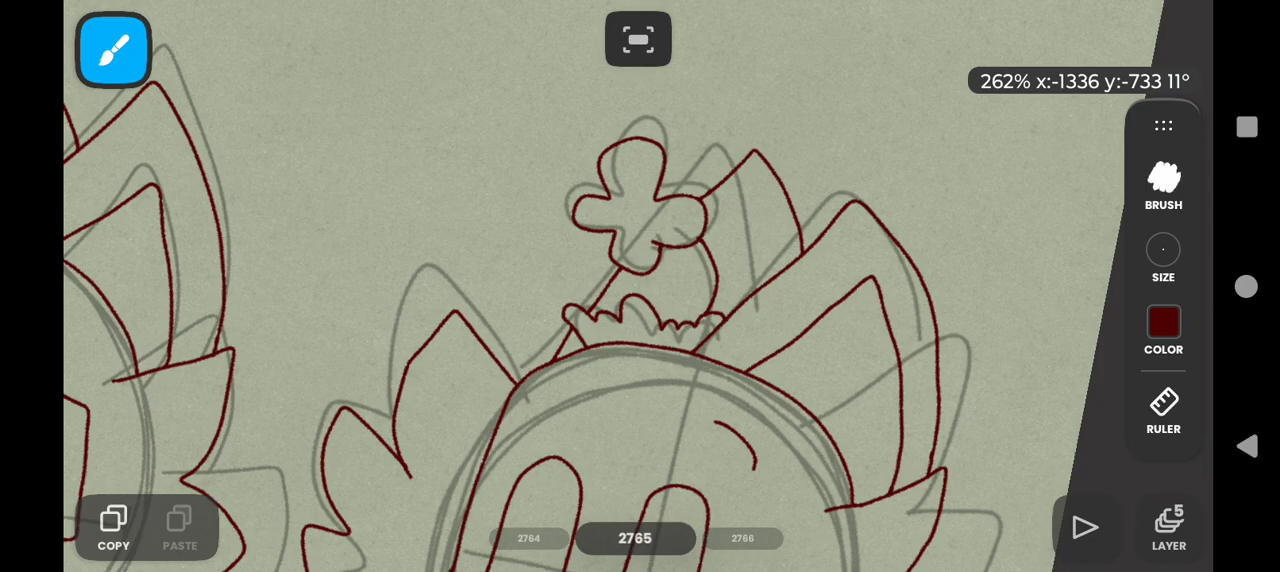 262% x:-1336 y:-733 11°
BRUSH
SIZE
COLOR
RULER
COPY
PASTE
2764
2765
2766
5
LAYER